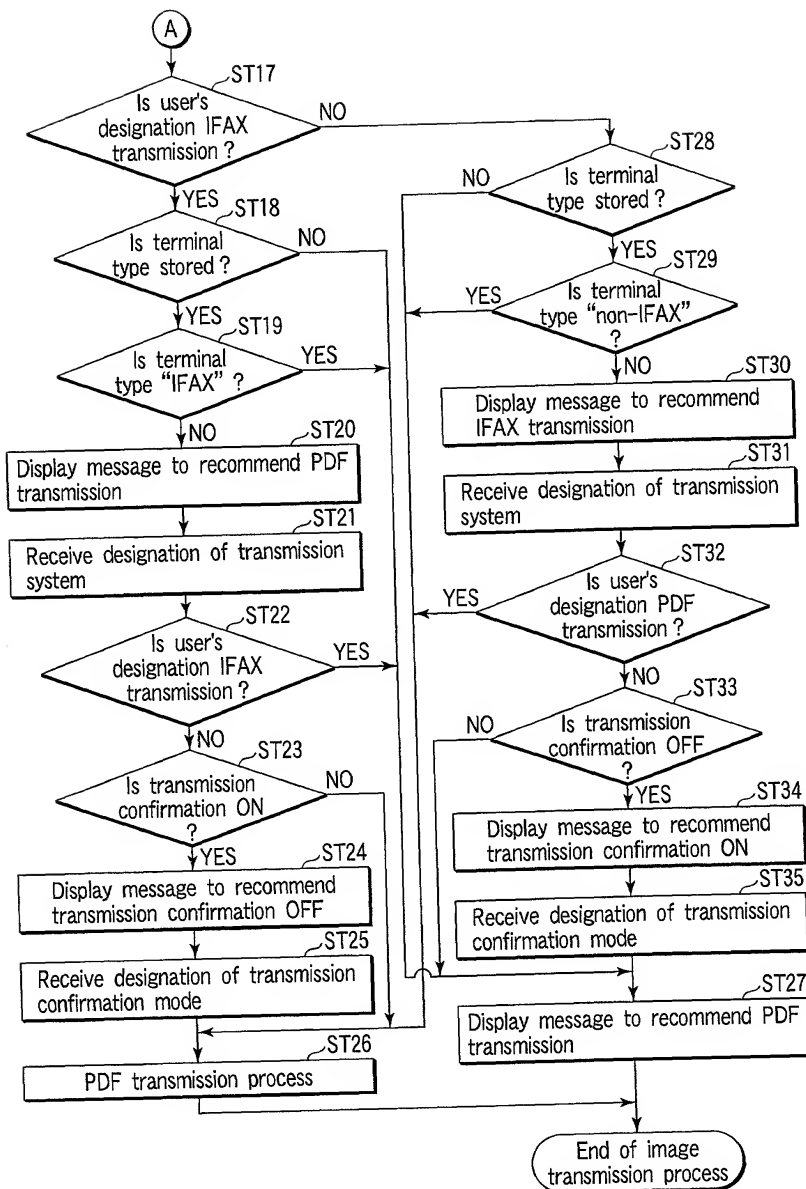 A
ST17
Is user's
designation IFAX
transmission ?
NO
YES
ST18
Is terminal
type stored ?
NO
YES
ST19
Is terminal
type "IFAX" ?
YES
NO
ST20
Display message to recommend PDF
transmission
ST21
Receive designation of transmission
system
ST22
Is user's
designation IFAX
transmission ?
YES
NO
ST23
Is transmission
confirmation ON
?
NO
YES
ST24
Display message to recommend
transmission confirmation OFF
ST25
Receive designation of transmission
confirmation mode
ST26
PDF transmission process
ST28
Is terminal
type stored ?
NO
YES
ST29
Is terminal
type "non-IFAX"
?
YES
NO
ST30
Display message to recommend
IFAX transmission
ST31
Receive designation of transmission
system
ST32
Is user's
designation PDF
transmission ?
YES
NO
ST33
Is transmission
confirmation OFF
?
NO
YES
ST34
Display message to recommend
transmission confirmation ON
ST35
Receive designation of transmission
confirmation mode
ST27
Display message to recommend PDF
transmission
End of image
transmission process